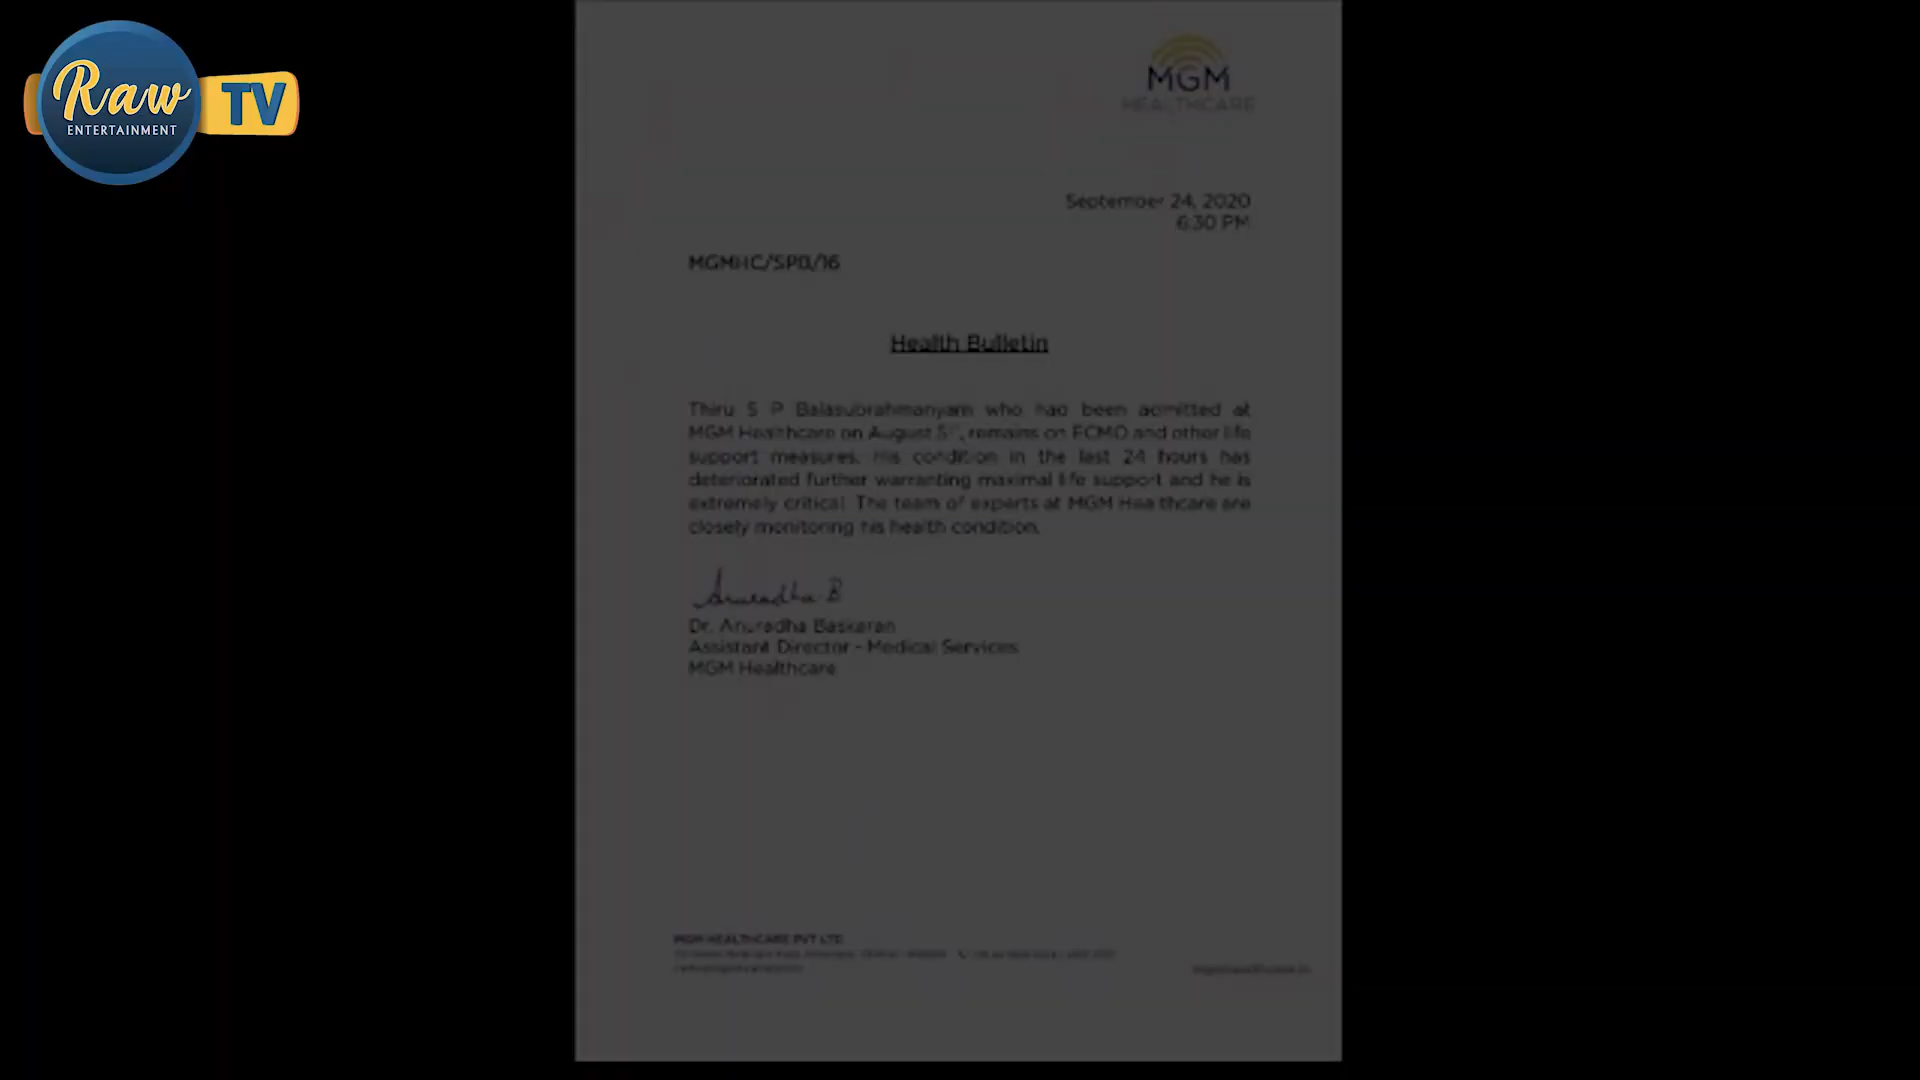 Raw
ENTERTAINMENT
TV
MGM
HEALTHCARE
September 24, 2020
6:30 PM
MGMHC/SPB/16
Health Bulletin
Thiru S P Balasubrahmanyam who had been admitted at
MGM Healthcare on August 5th, remains on ECMO and other life
support measures. His condition in the last 24 hours has
deteriorated further warranting maximal life support and he is
extremely critical. The team of experts at MGM Healthcare are
closely monitoring his health condition.
Anuradha B
Dr. Anuradha Baskaran
Assistant Director - Medical Services
MGM Healthcare
MGM HEALTHCARE PVT LTD